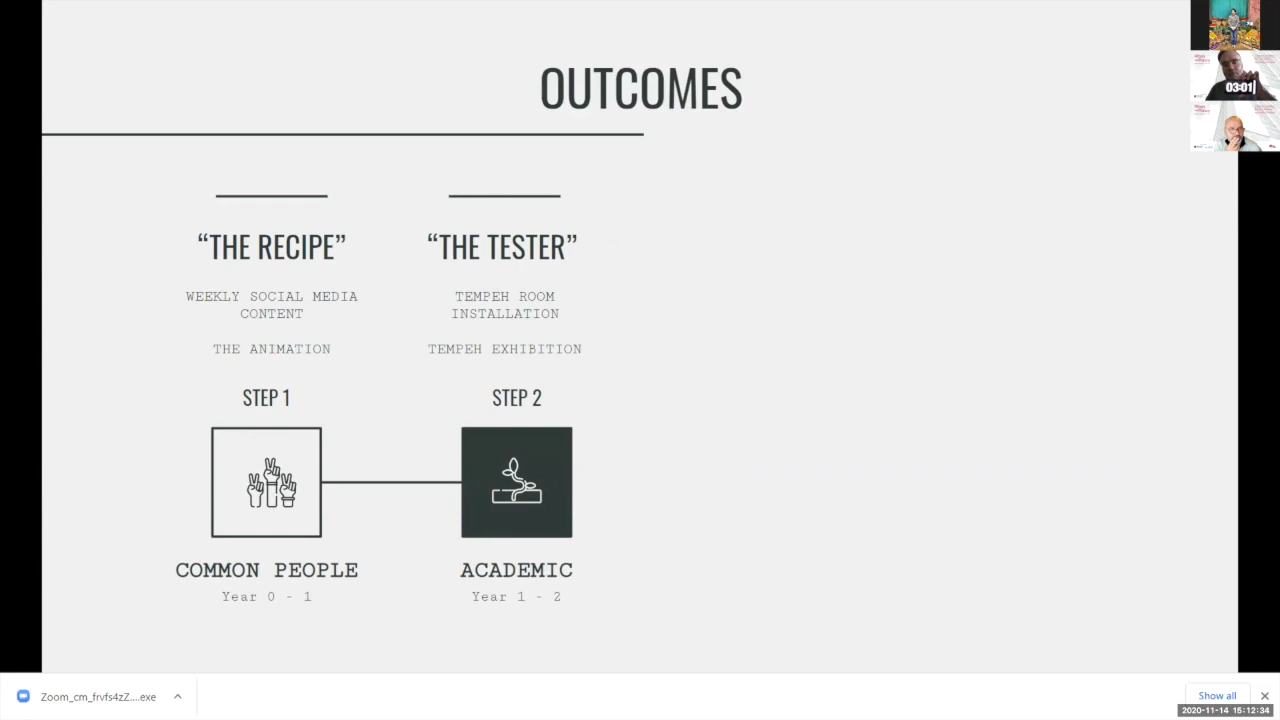 OUTCOMES
03:01
“THE RECIPE”
“THE TESTER”
WEEKLY SOCIAL MEDIA
CONTENT
THE ANIMATION
TEMPEH ROOM
INSTALLATION
TEMPEH EXHIBITION
STEP 1
STEP 2
COMMON PEOPLE
Year 0 - 1
ACADEMIC
Year 1 - 2
Zoom_cm_frvfs4zZ....exe
Show all
2020-11-14 15:12:34